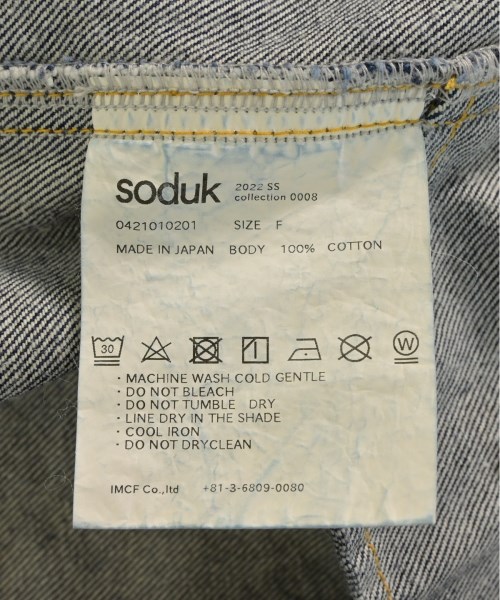 soduk 2022 SS
collection 0008
0421010201 SIZE F
MADE IN JAPAN BODY 100% COTTON
30 W
· MACHINE WASH COLD GENTLE
· DO NOT BLEACH
· DO NOT TUMBLE DRY
· LINE DRY IN THE SHADE
· COOL IRON
· DO NOT DRYCLEAN
IMCF Co.,ltd +81-3-6809-0080